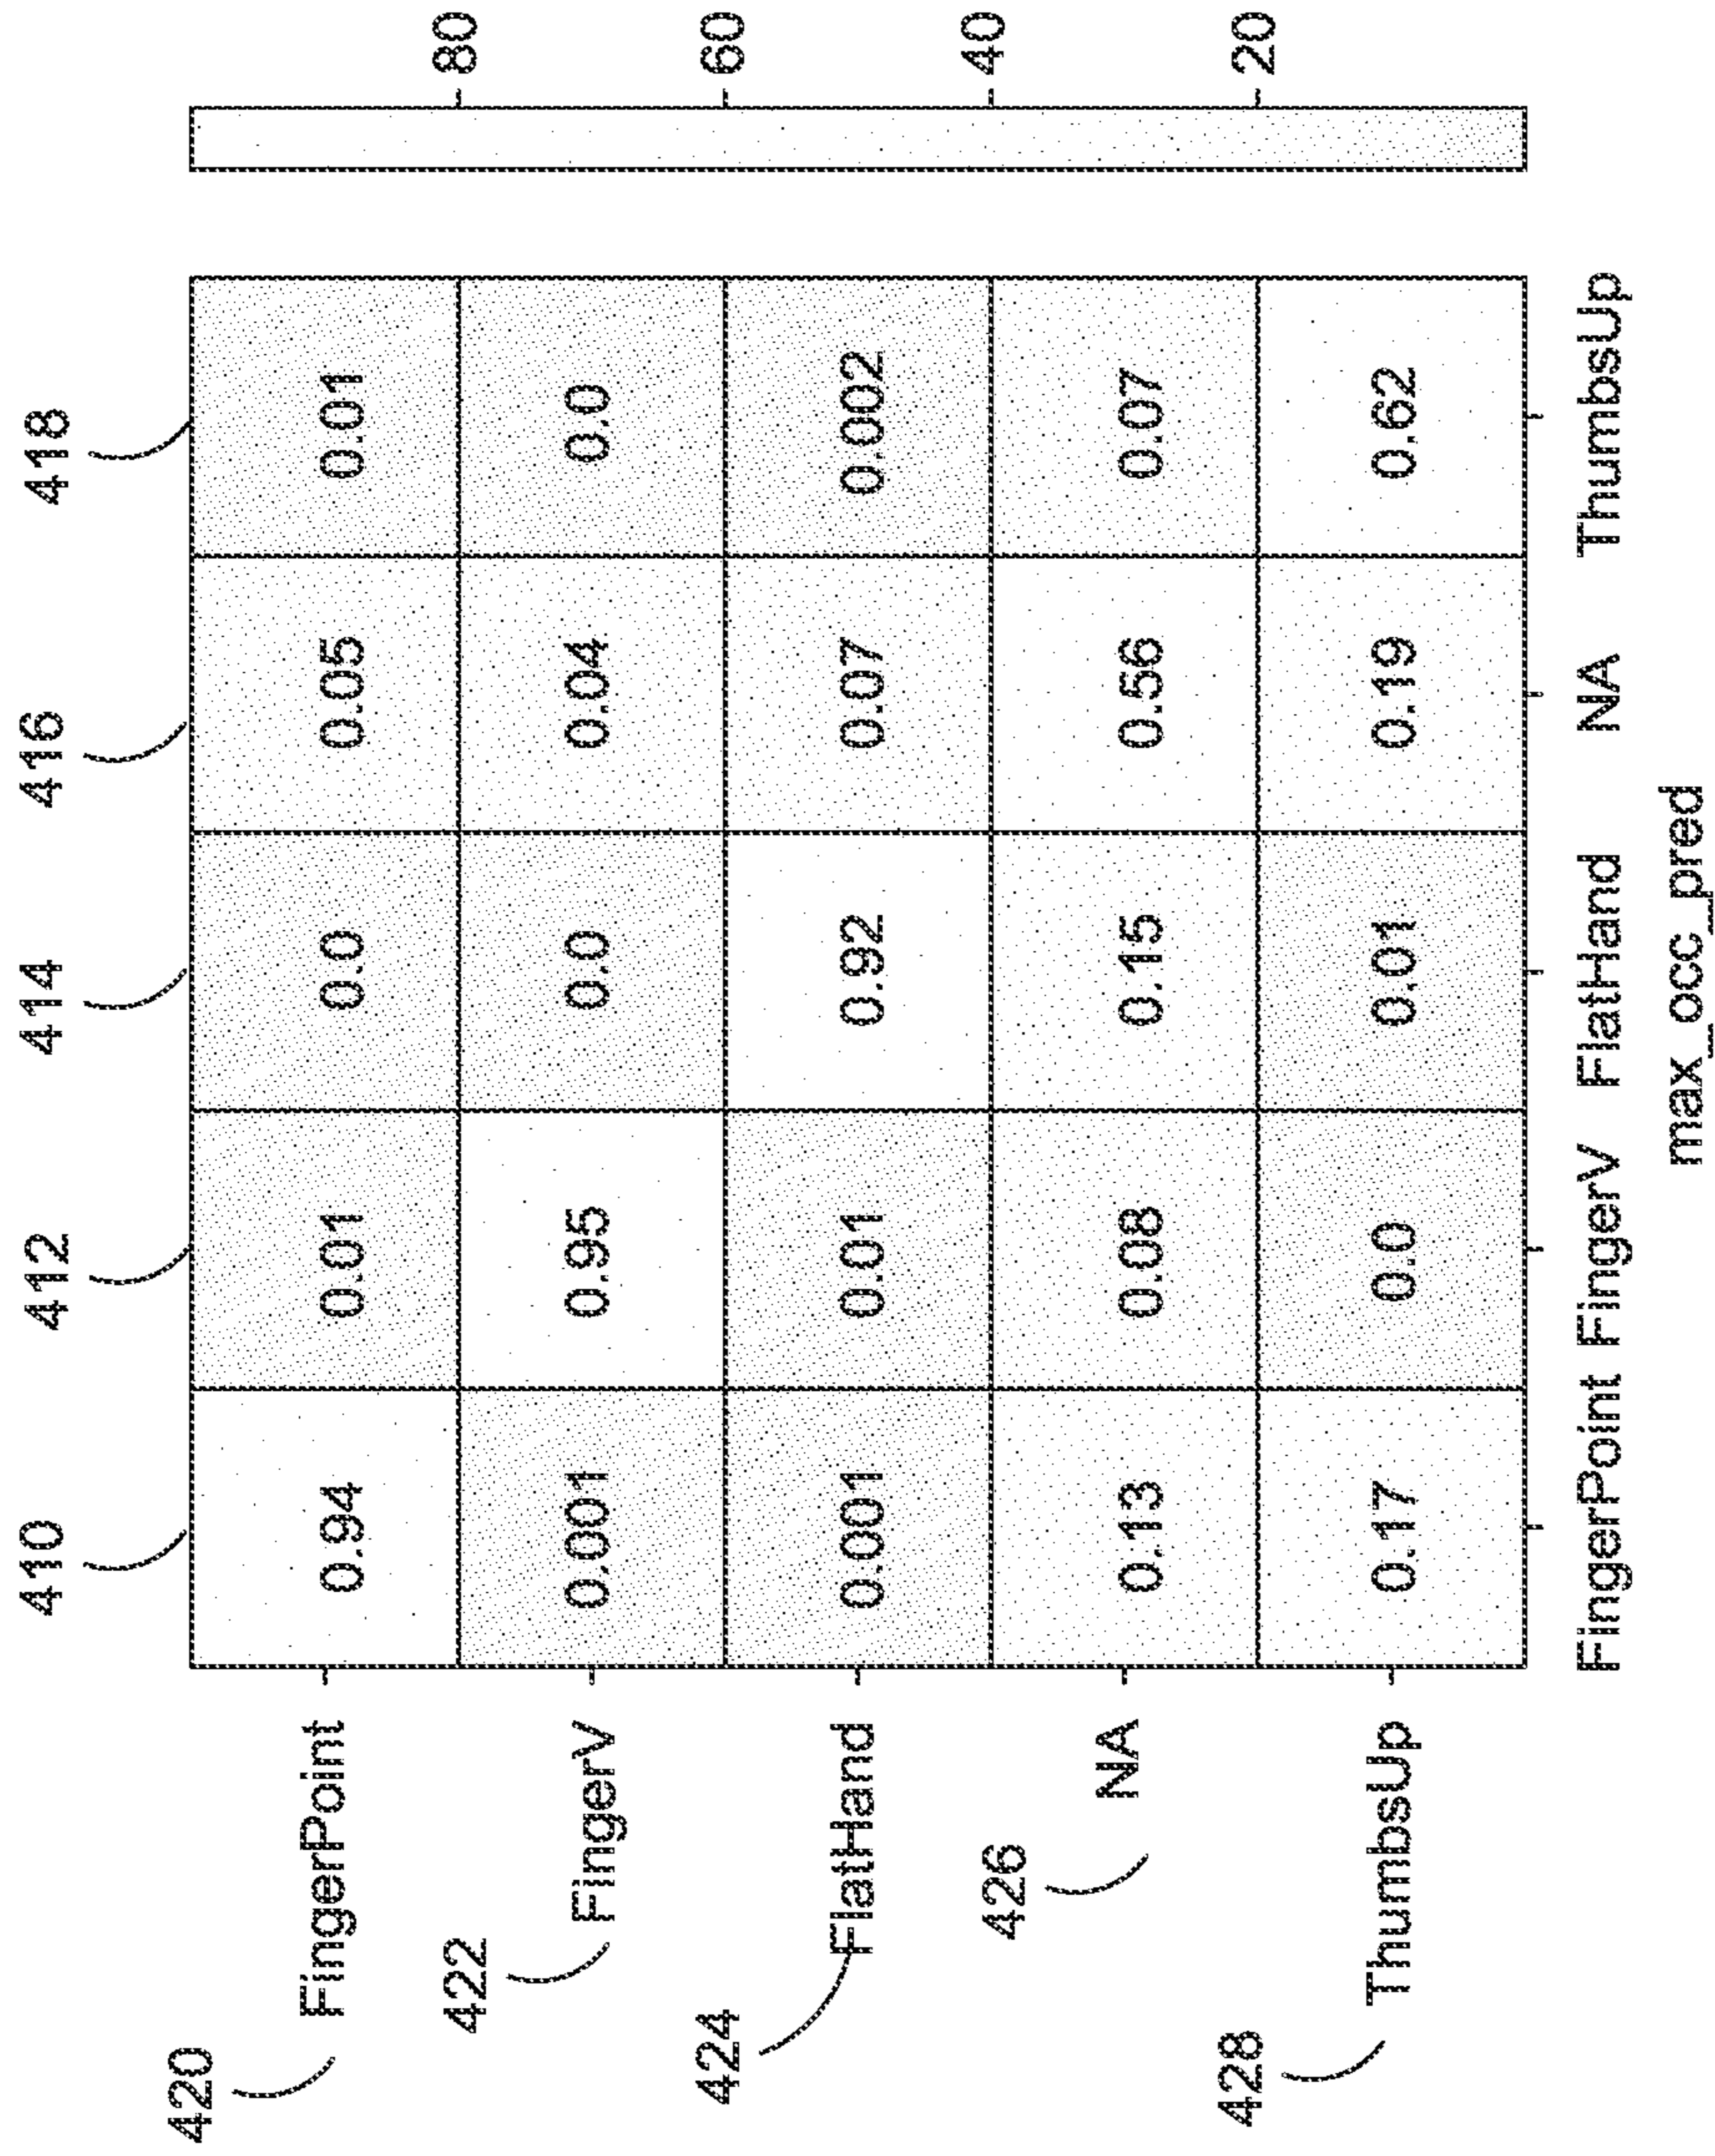 410 412 414 416 418
420
FingerPoint 0.94 0.01 0.0 0.05 0.01
80
422
FingerV 0.001 0.95 0.0 0.04 0.0
60
424
FlatHand 0.001 0.01 0.92 0.07 0.002
40
426
NA 0.13 0.08 0.15 0.56 0.07
20
428
ThumbsUp 0.17 0.0 0.01 0.19 0.62
FingerPoint FingerV FlatHand NA ThumbsUp
max_occ_pred